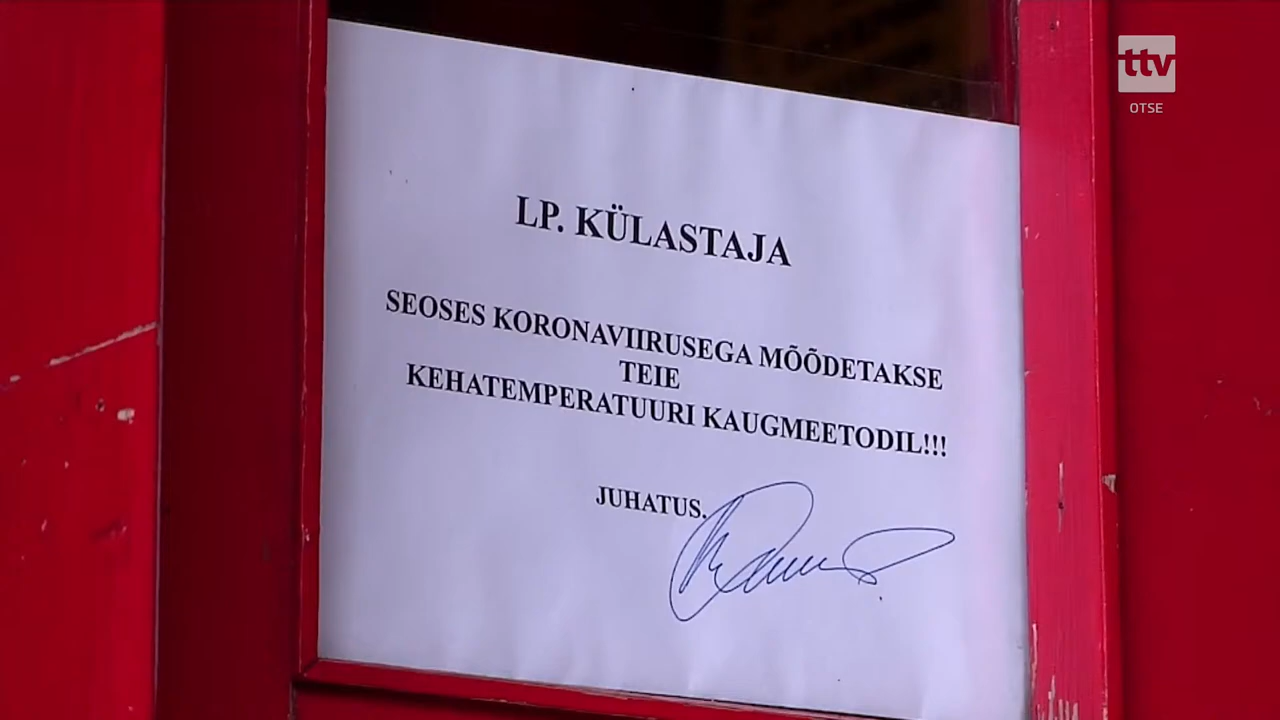 ttv
OTSE
LP. KÜLASTAJA
SEOSES KORONAVIIRUSEGA MÕÕDETAKSE
TEIE
KEHATEMPERATUURI KAUGMEETODIL!!!
JUHATUS.